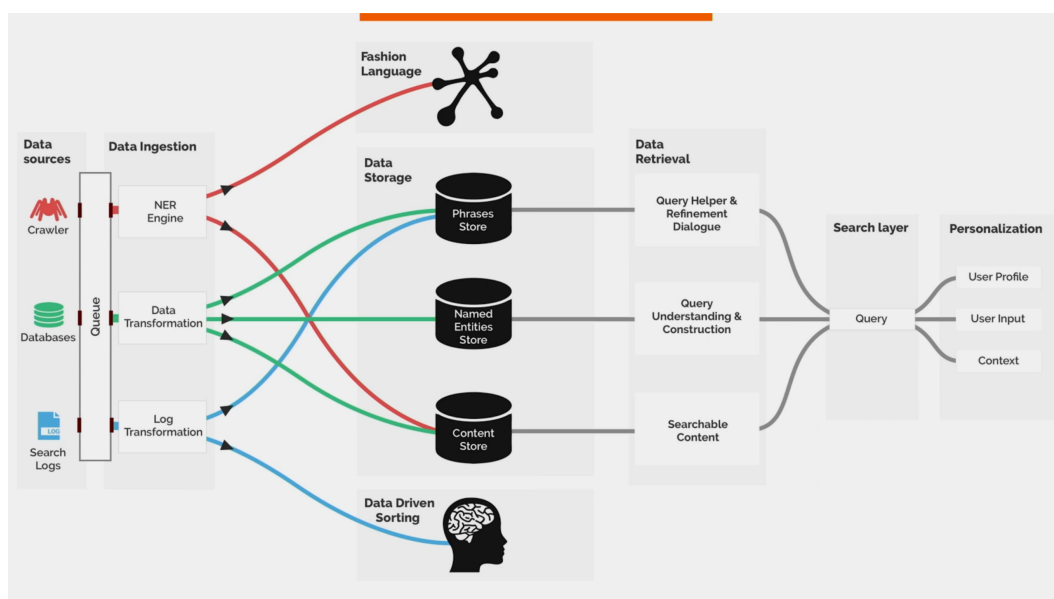 Fashion
Language
Data
sources
Data Ingestion
Data
Storage
Data
Retrieval
Search layer
Personalization
Crawler
Databases
LOG
Search
Logs
Queue
NER
Engine
Data
Transformation
Log
Transformation
Phrases
Store
Named
Entities
Store
Content
Store
Data Driven
Sorting
Query Helper &
Refinement
Dialogue
Query
Understanding &
Construction
Searchable
Content
Query
User Profile
User Input
Context